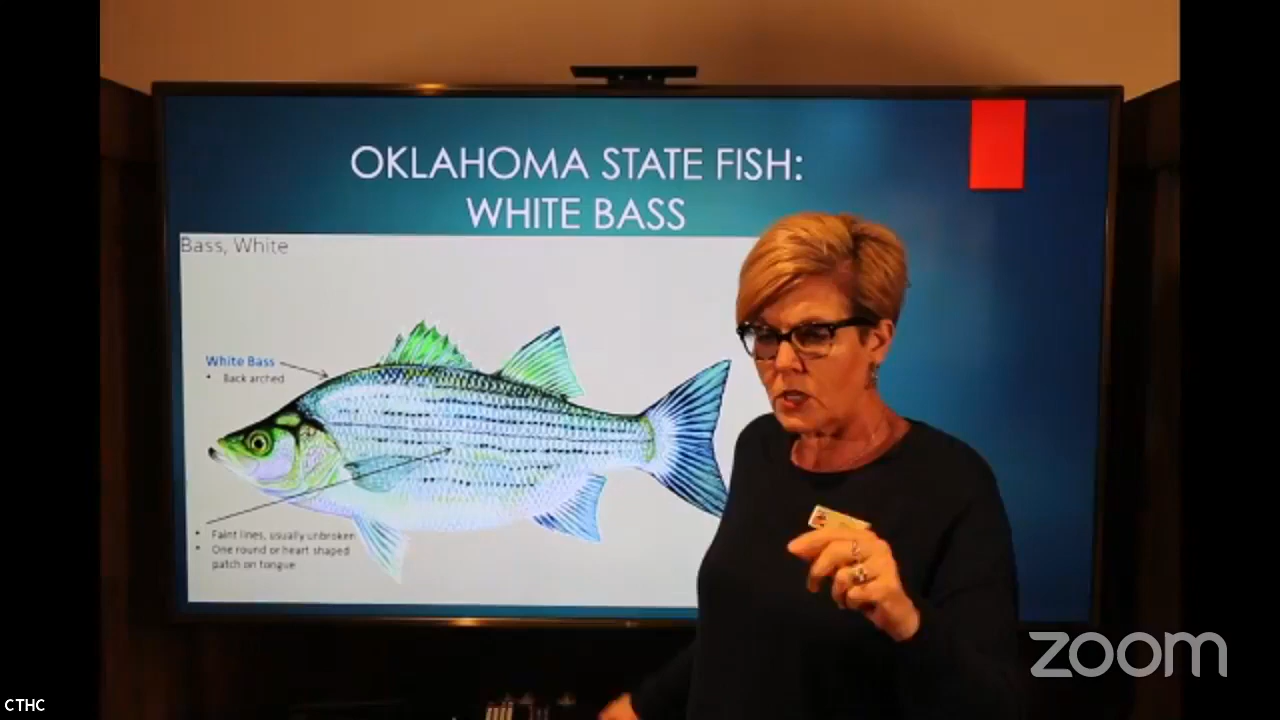 OKLAHOMA STATE FISH:
WHITE BASS
Bass, White
White Bass
• Back arched
• Faint lines, usually unbroken
• One round or heart shaped
patch on tongue
zoom
CTHC